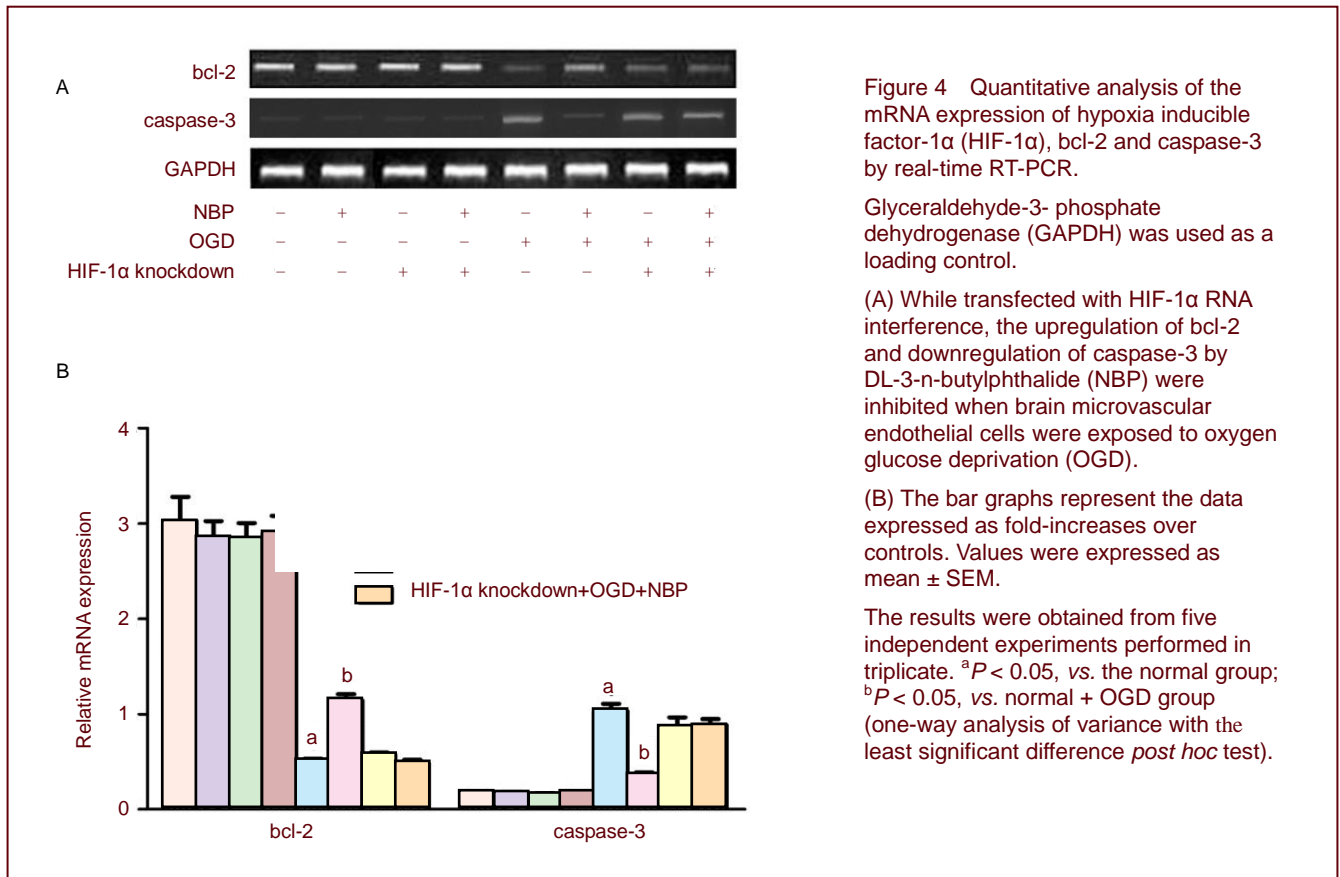 A
bcl-2
caspase-3
GAPDH
NBP − + − + − + − +
OGD − − − − + + + +
HIF-1α knockdown − − + + − − + +
B
Relative mRNA expression
4
3
2
1
0
HIF-1α knockdown+OGD+NBP
a
b
a
b
bcl-2
caspase-3
Figure 4 Quantitative analysis of the
mRNA expression of hypoxia inducible
factor-1α (HIF-1α), bcl-2 and caspase-3
by real-time RT-PCR.
Glyceraldehyde-3- phosphate
dehydrogenase (GAPDH) was used as a
loading control.
(A) While transfected with HIF-1α RNA
interference, the upregulation of bcl-2
and downregulation of caspase-3 by
DL-3-n-butylphthalide (NBP) were
inhibited when brain microvascular
endothelial cells were exposed to oxygen
glucose deprivation (OGD).
(B) The bar graphs represent the data
expressed as fold-increases over
controls. Values were expressed as
mean ± SEM.
The results were obtained from five
independent experiments performed in
triplicate. aP < 0.05, vs. the normal group;
bP < 0.05, vs. normal + OGD group
(one-way analysis of variance with the
least significant difference post hoc test).